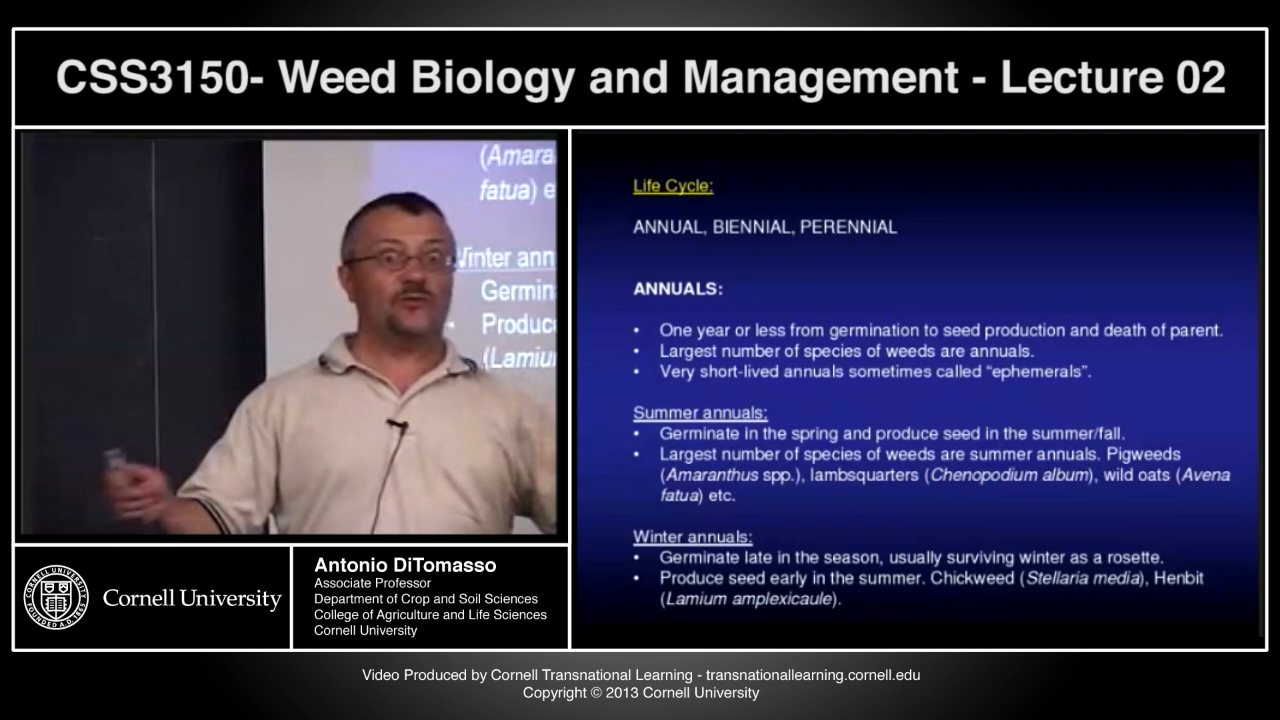 CSS3150- Weed Biology and Management - Lecture 02
(Amara
fatua) e
Winter ann
Germin
Produc
(Lamiu
Life Cycle:
ANNUAL, BIENNIAL, PERENNIAL
ANNUALS:
• One year or less from germination to seed production and death of parent.
• Largest number of species of weeds are annuals.
• Very short-lived annuals sometimes called “ephemerals”.
Summer annuals:
• Germinate in the spring and produce seed in the summer/fall.
• Largest number of species of weeds are summer annuals. Pigweeds
(Amaranthus spp.), lambsquarters (Chenopodium album), wild oats (Avena
fatua) etc.
Winter annuals:
• Germinate late in the season, usually surviving winter as a rosette.
• Produce seed early in the summer. Chickweed (Stellaria media), Henbit
(Lamium amplexicaule).
Cornell University
Antonio DiTomasso
Associate Professor
Department of Crop and Soil Sciences
College of Agriculture and Life Sciences
Cornell University
Video Produced by Cornell Transnational Learning - transnationallearning.cornell.edu
Copyright © 2013 Cornell University